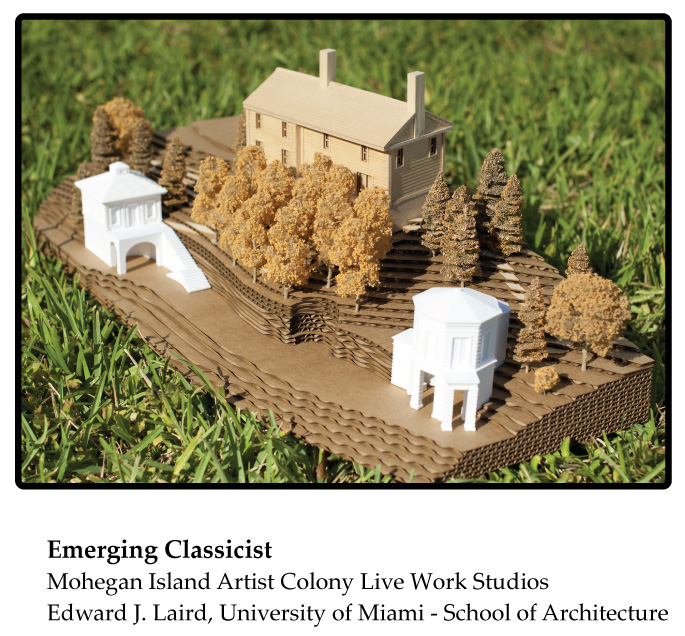 Emerging Classicist
Mohegan Island Artist Colony Live Work Studios
Edward J. Laird, University of Miami - School of Architecture